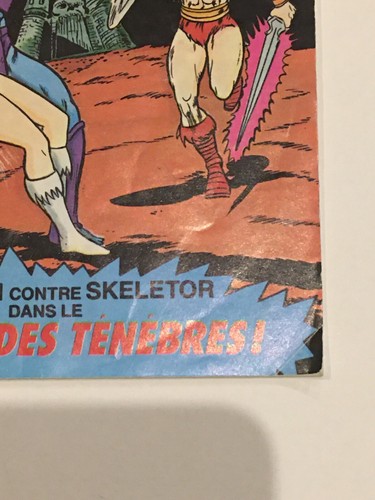 CONTRE SKELETOR
DANS LE
DES TÉNÈBRES!